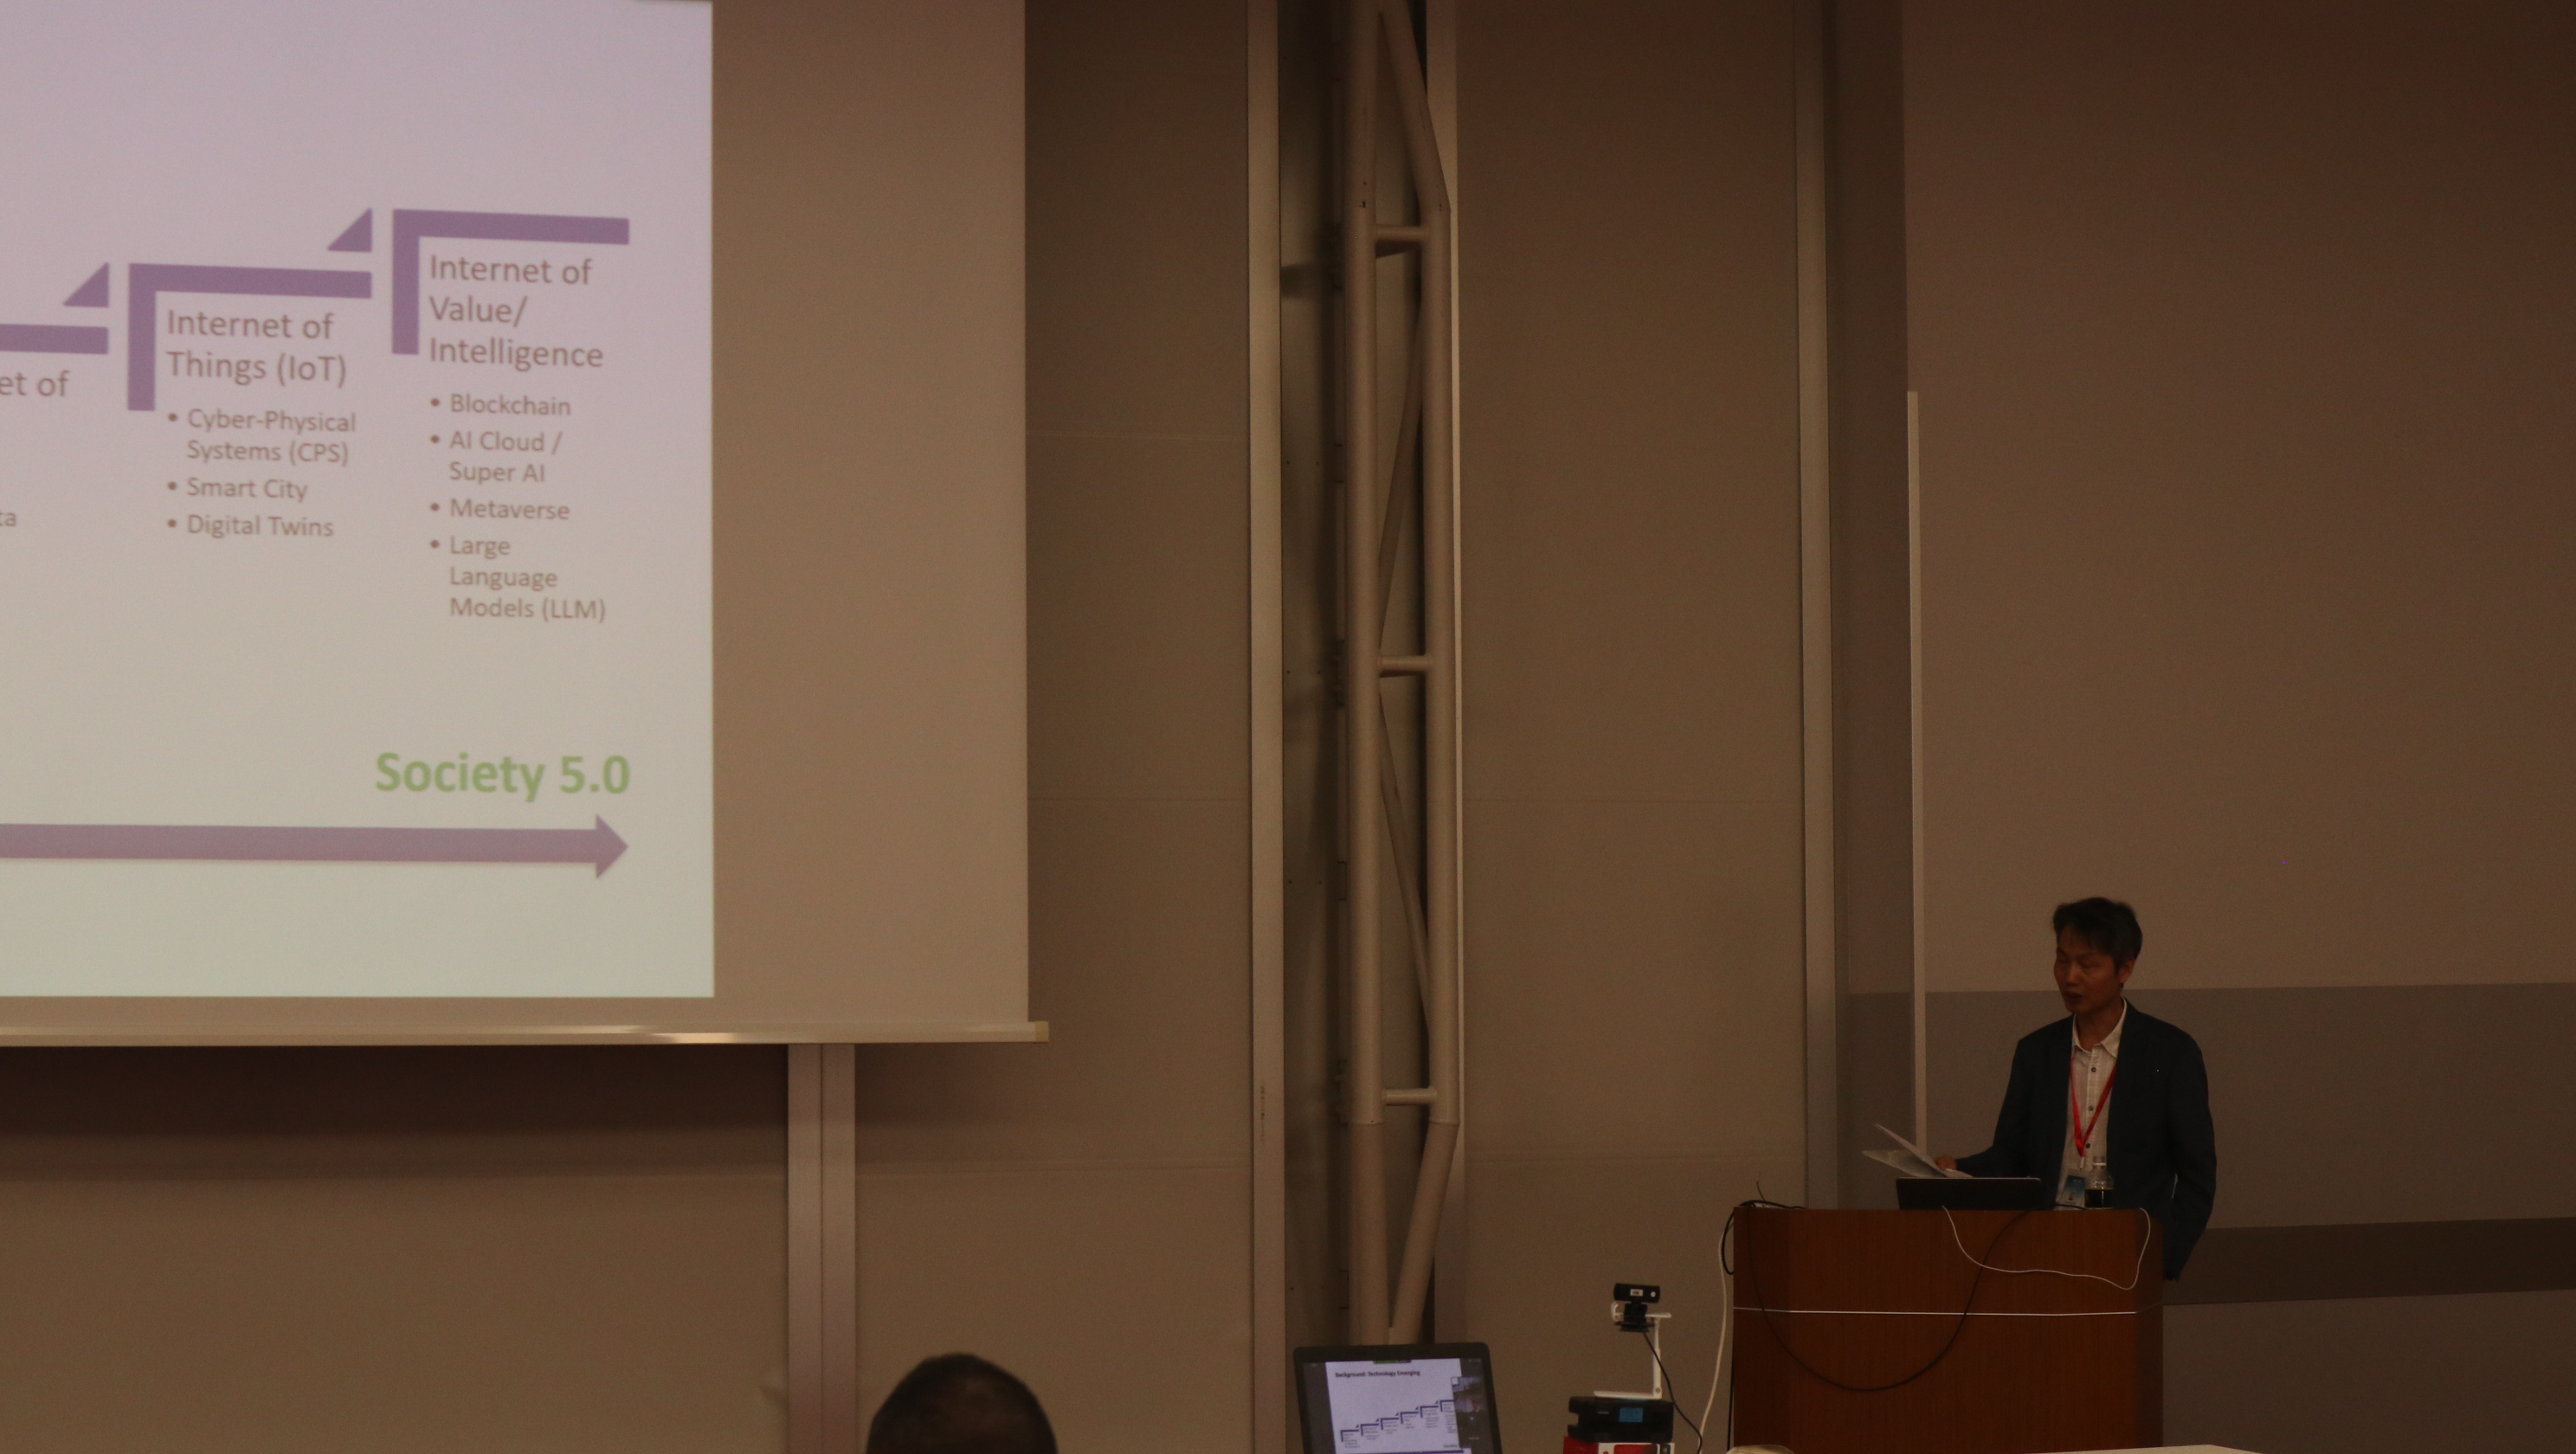 et of
ta
Internet of
Things (IoT)
• Cyber-Physical
Systems (CPS)
• Smart City
• Digital Twins
Internet of
Value/
Intelligence
• Blockchain
• AI Cloud /
Super AI
• Metaverse
• Large
Language
Models (LLM)
Society 5.0
Background: Technology Emerging